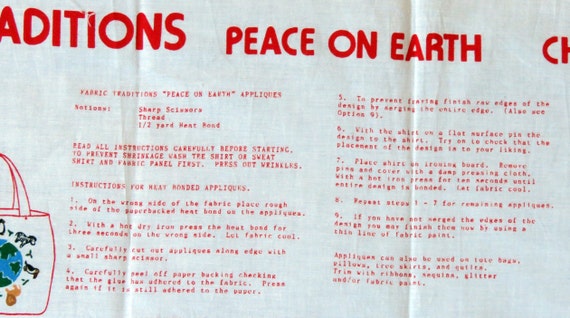 ADITIONS PEACE ON EARTH CH
FABRIC TRADITIONS "PEACE ON EARTH" APPLIQUES
Notions: Sharp Scissors
Thread
1/2 yard Heat Bond
READ ALL INSTRUCTIONS CAREFULLY BEFORE STARTING.
TO PREVENT SHRINKAGE WASH THE SHIRT OR SWEAT
SHIRT AND FABRIC PANEL FIRST. PRESS OUT WRINKLES.
INSTRUCTIONS FOR HEAT BONDED APPLIQUES.
1. On the wrong side of the fabric place rough
side of the paperbacked heat bond on the appliques.
2. With a hot dry iron press the heat bond for
three seconds on the wrong side. Let fabric cool.
3. Carefully cut out appliques along edge with
a small sharp scissor.
4. Carefully peel off paper backing checking
that the glue has adhered to the fabric. Press
again if it is still adhered to the paper.
5. To prevent fraying finish raw edges of the
design by serging the entire edge. (Also see
Option 9).
6. With the shirt on a flat surface pin the
design to the shirt. Try on to check that the
placement of the design is to your liking.
7. Place shirt on ironing board. Remove
pins and cover with a damp pressing cloth.
With a hot iron press for ten seconds until
entire design is bonded. Let fabric cool.
8. Repeat steps 1 - 7 for remaining appliques.
9. If you have not serged the edges of the
design you may finish them now by using a
thin line of fabric paint.
Appliques can also be used on tote bags,
pillows, tree skirts, and quilts.
Trim with ribbons, sequins, glitter
and/or fabric paint.